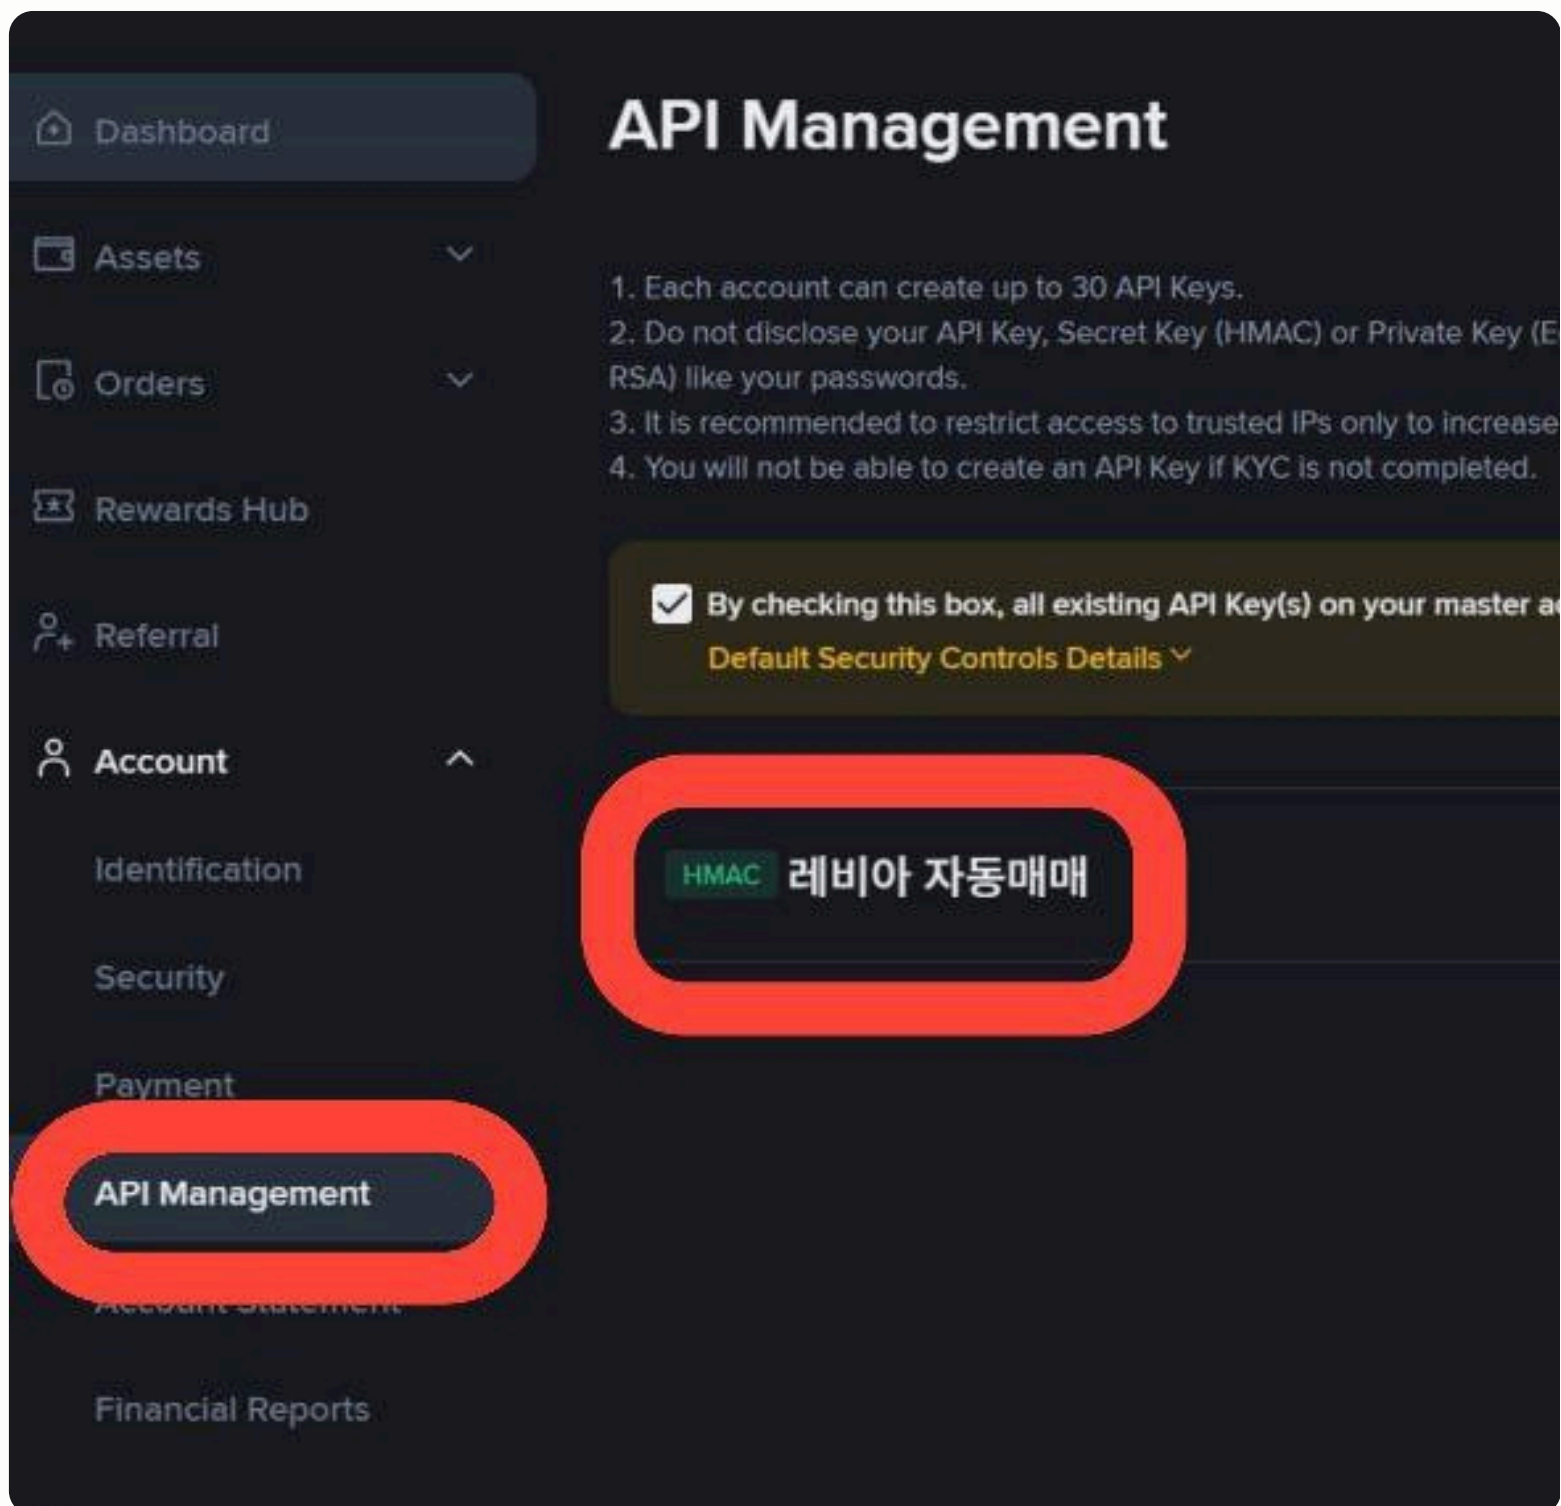 Dashboard
Assets
Orders
Rewards Hub
Referral
Account
Identification
Security
Payment
API Management
Account Statement
Financial Reports
API Management
1. Each account can create up to 30 API Keys.
2. Do not disclose your API Key, Secret Key (HMAC) or Private Key (E
RSA) like your passwords.
3. It is recommended to restrict access to trusted IPs only to increase
4. You will not be able to create an API Key if KYC is not completed.
By checking this box, all existing API Key(s) on your master ac
Default Security Controls Details
HMAC 레비아 자동매매